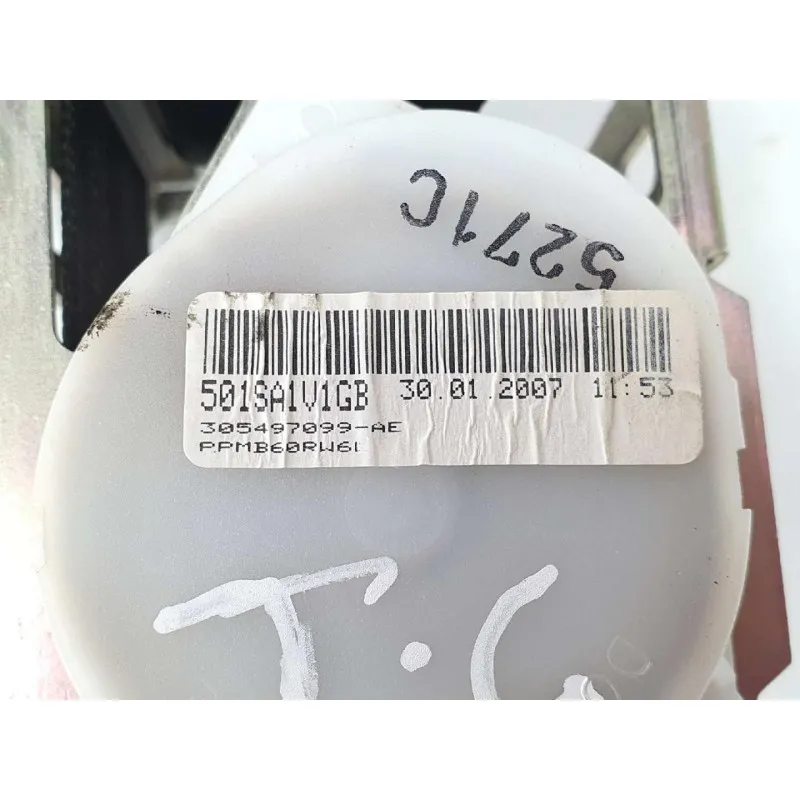 5271C
501SA1V1GB 30.01.2007 11:53
305497099-AE
PPMB60RW6L
J.G